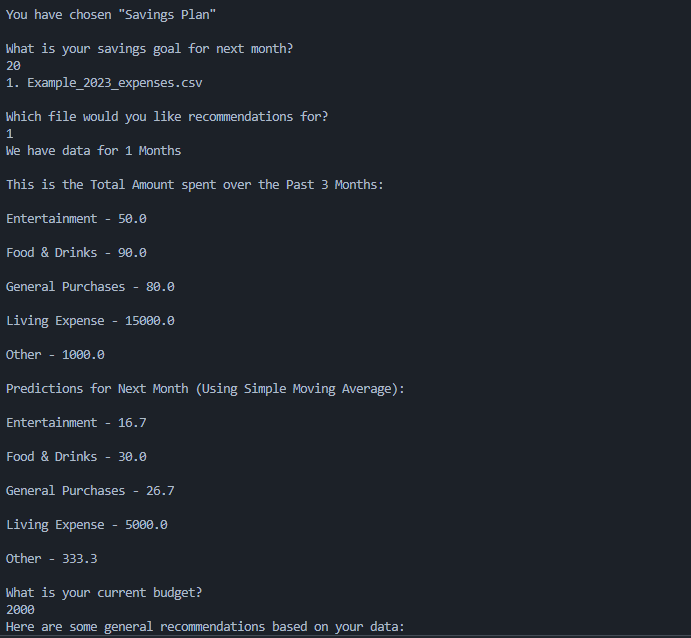 You have chosen "Savings Plan"
What is your savings goal for next month?
20
1. Example_2023_expenses.csv
Which file would you like recommendations for?
1
We have data for 1 Months
This is the Total Amount spent over the Past 3 Months:
Entertainment - 50.0
Food & Drinks - 90.0
General Purchases - 80.0
Living Expense - 15000.0
Other - 1000.0
Predictions for Next Month (Using Simple Moving Average):
Entertainment - 16.7
Food & Drinks - 30.0
General Purchases - 26.7
Living Expense - 5000.0
Other - 333.3
What is your current budget?
2000
Here are some general recommendations based on your data: